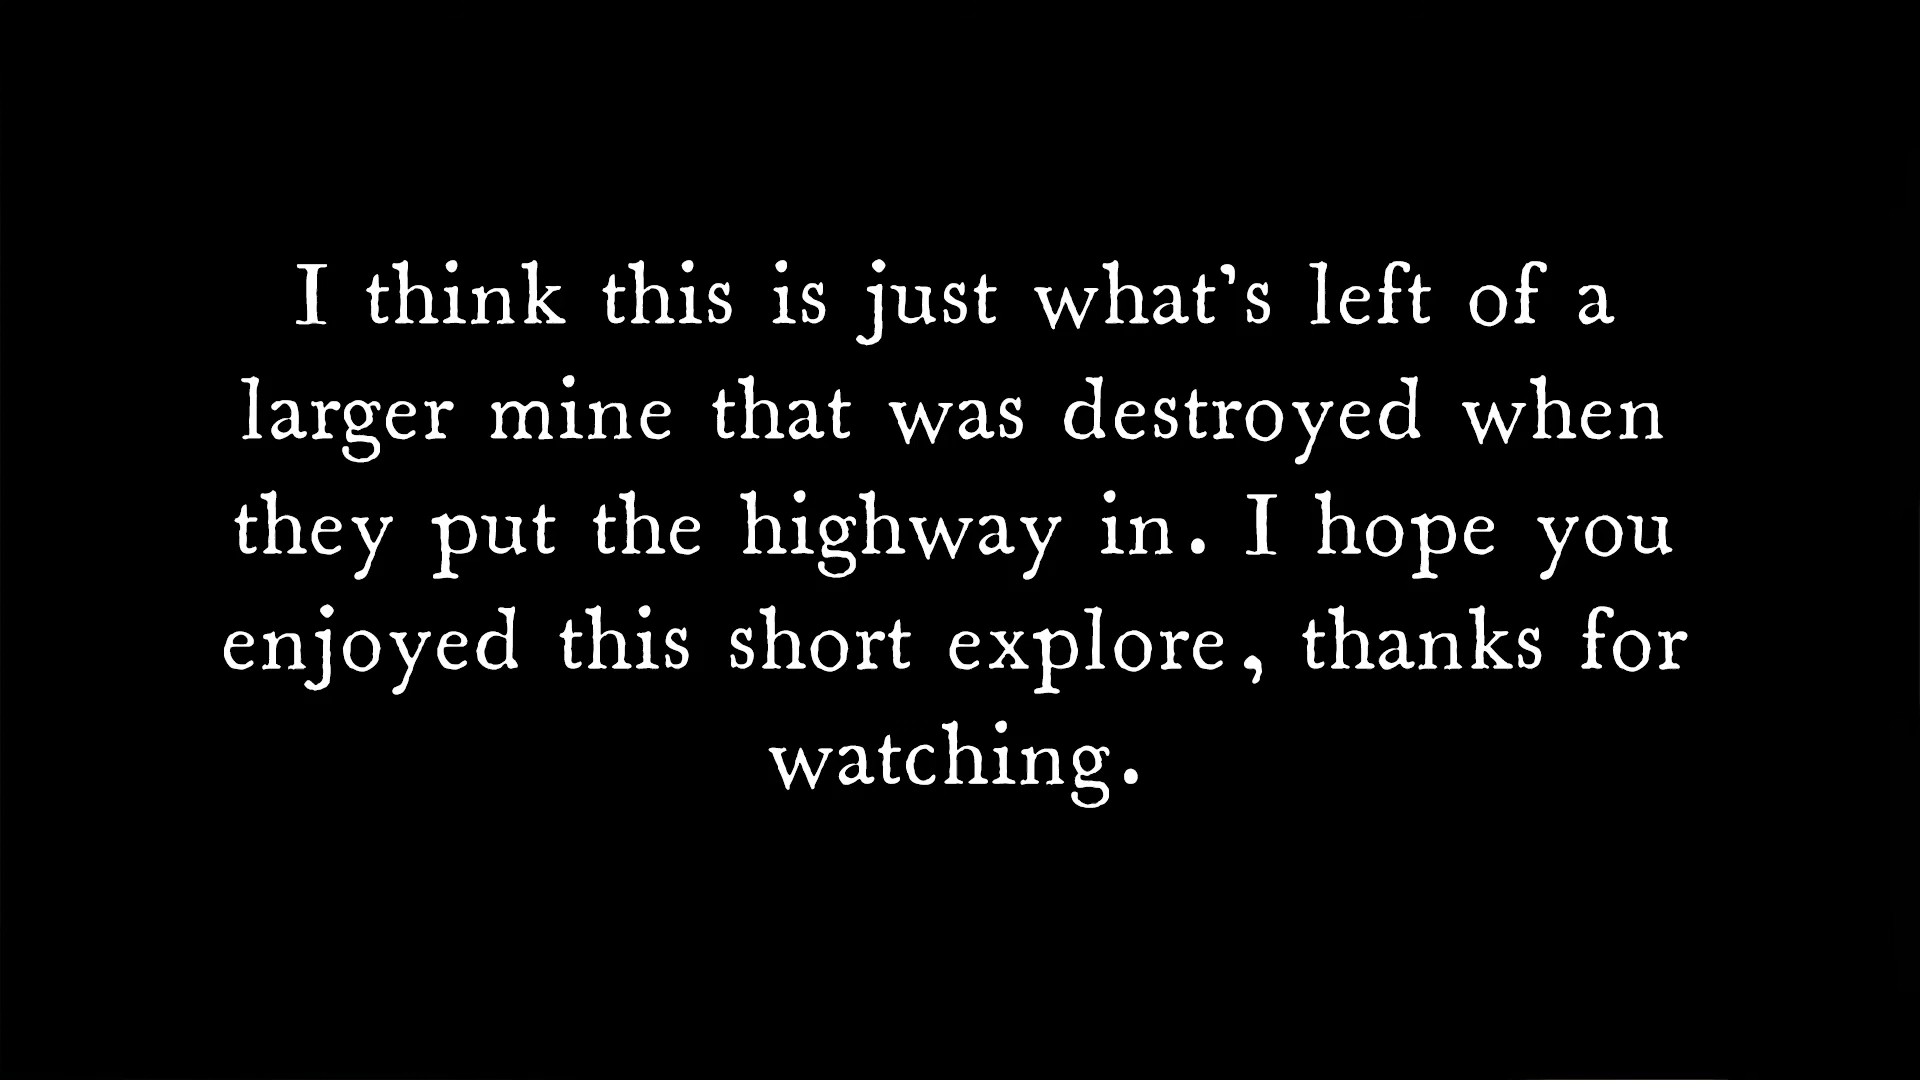 I think this is just what’s left of a
larger mine that was destroyed when
they put the highway in. I hope you
enjoyed this short explore, thanks for
watching.